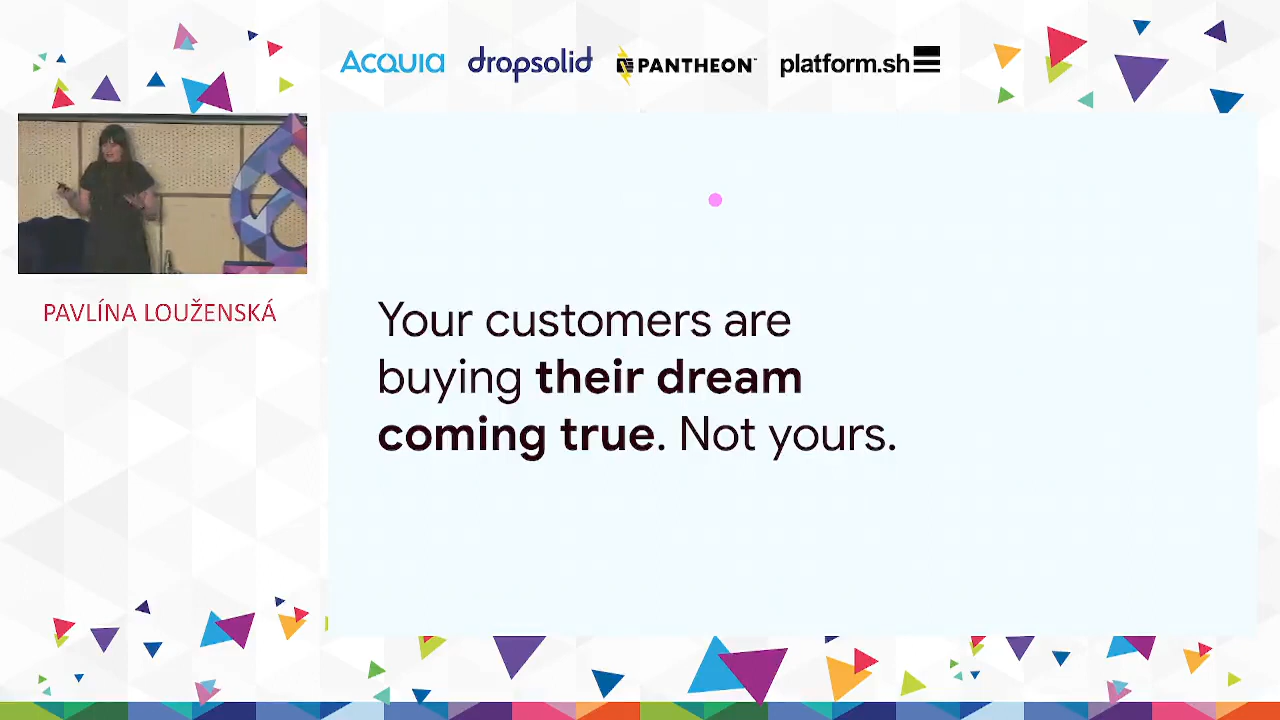 ACQUIA dropsolid PANTHEON platform.sh
PAVLÍNA LOUŽENSKÁ
Your customers are
buying their dream
coming true. Not yours.